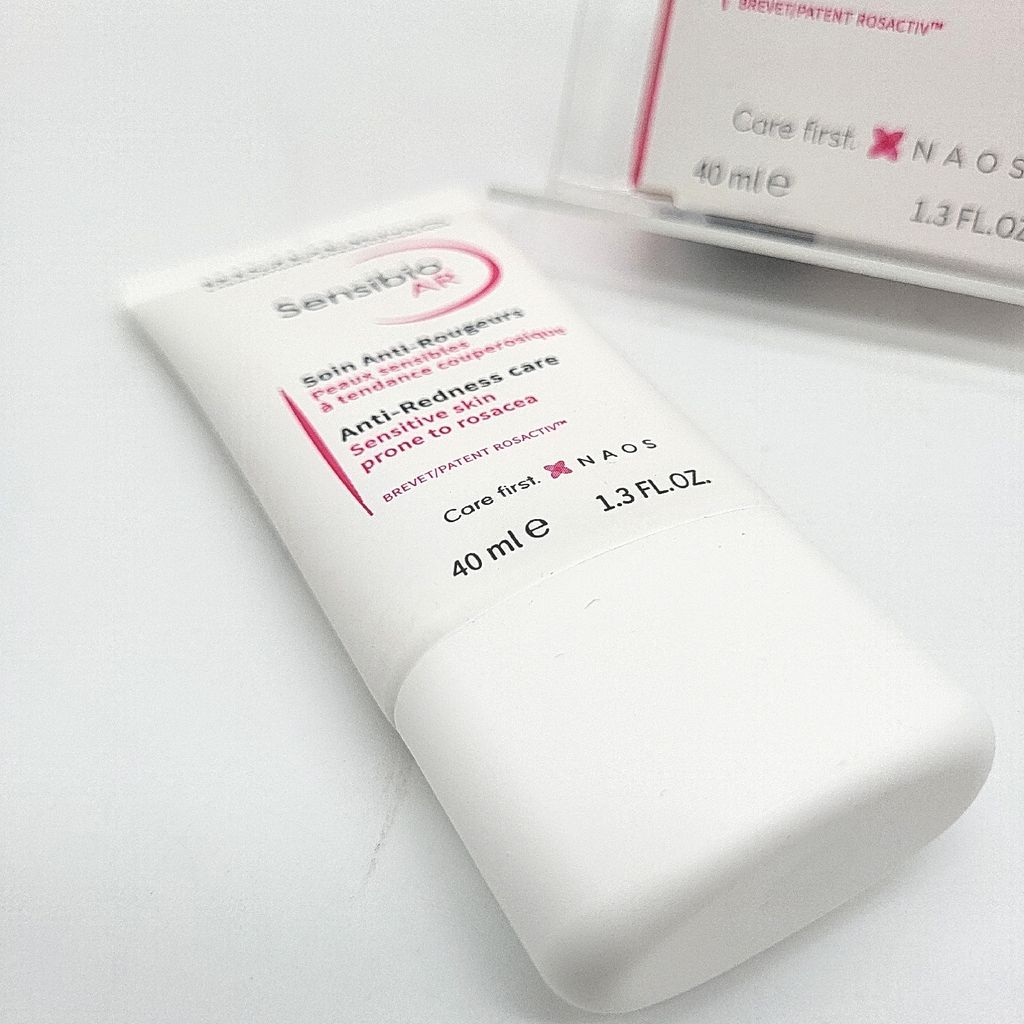 Sensibio
AR
Soin Anti-Rougeurs
Peaux sensibles
à tendance couperosique
Anti-Redness care
Sensitive skin
prone to rosacea
BREVET/PATENT ROSACTIV™
Care first. NAOS
40 ml ℮ 1.3 FL.OZ.
BREVET/PATENT ROSACTIV™
Care first. NAOS
40 ml ℮
1.3 FL.OZ